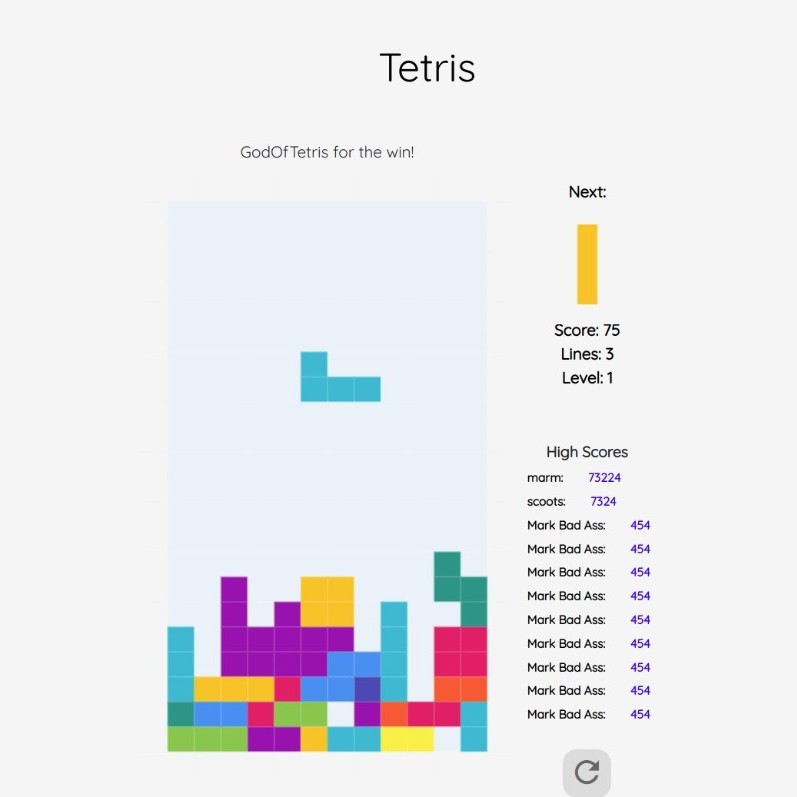 Tetris
GodOfTetris for the win!
Next:
Score: 75
Lines: 3
Level: 1
High Scores
marm: 73224
scoots: 7324
Mark Bad Ass: 454
Mark Bad Ass: 454
Mark Bad Ass: 454
Mark Bad Ass: 454
Mark Bad Ass: 454
Mark Bad Ass: 454
Mark Bad Ass: 454
Mark Bad Ass: 454
Mark Bad Ass: 454